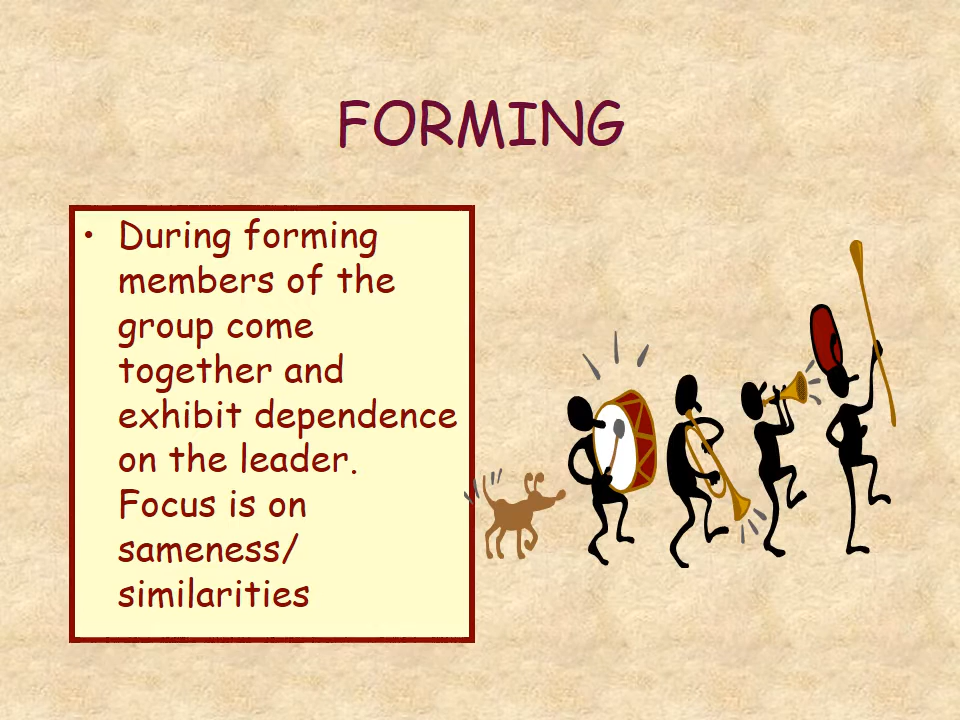 FORMING
• During forming
members of the
group come
together and
exhibit dependence
on the leader.
Focus is on
sameness/
similarities